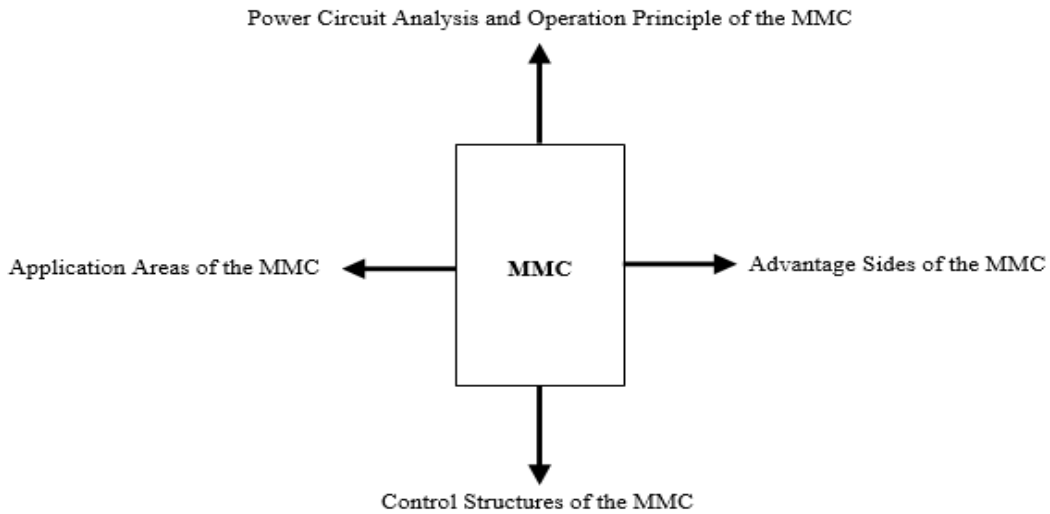 Power Circuit Analysis and Operation Principle of the MMC
Application Areas of the MMC
MMC
Advantage Sides of the MMC
Control Structures of the MMC